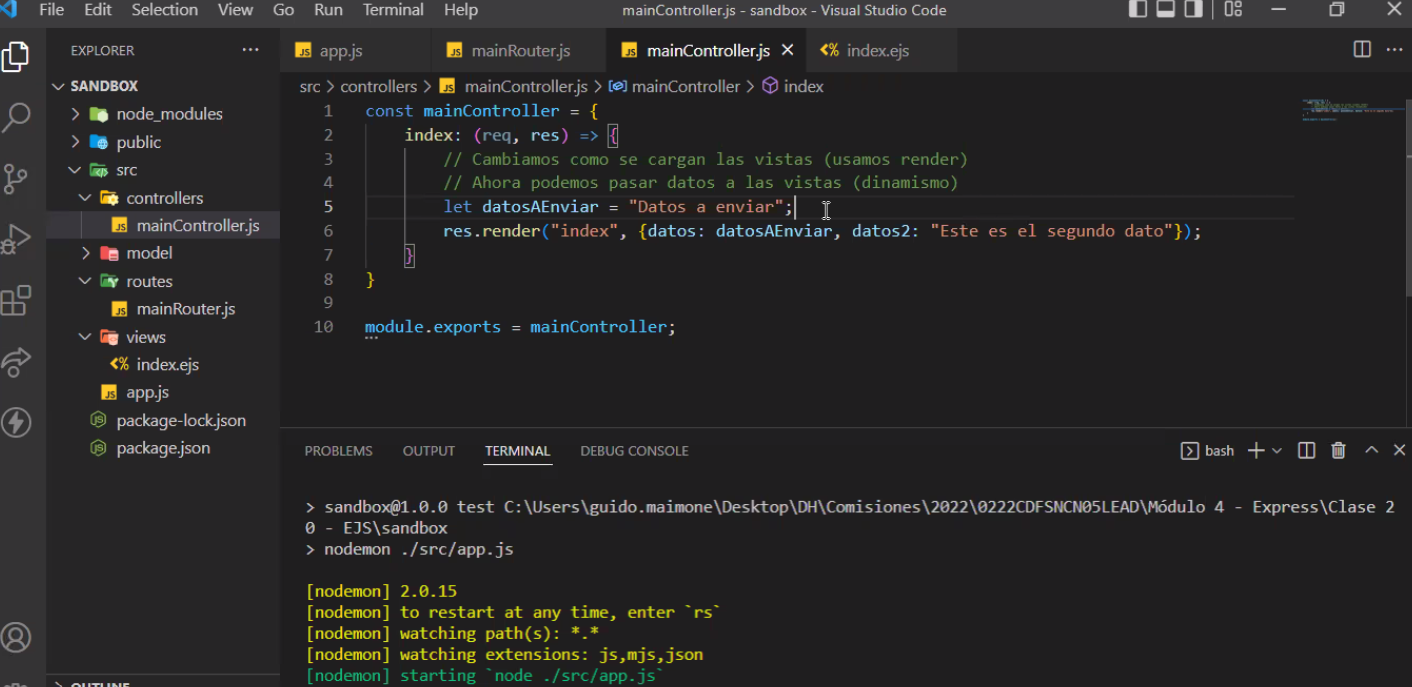 File Edit Selection View Go Run Terminal Help mainController.js - sandbox - Visual Studio Code
EXPLORER ...
SANDBOX
node_modules
public
src
controllers
mainController.js
model
routes
mainRouter.js
views
index.ejs
app.js
package-lock.json
package.json
OUTLINE
app.js mainRouter.js mainController.js index.ejs
src > controllers > mainController.js > mainController > index
1 const mainController = {
2 index: (req, res) => {
3 // Cambiamos como se cargan las vistas (usamos render)
4 // Ahora podemos pasar datos a las vistas (dinamismo)
5 let datosAEnviar = "Datos a enviar";
6 res.render("index", {datos: datosAEnviar, datos2: "Este es el segundo dato"});
7 }
8 }
9
10 module.exports = mainController;
PROBLEMS OUTPUT TERMINAL DEBUG CONSOLE bash
> sandbox@1.0.0 test C:\Users\guido.maimone\Desktop\DH\Comisiones\2022\0222CDFSNCN05LEAD\Módulo 4 - Express\Clase 2
0 - EJS\sandbox
> nodemon ./src/app.js
[nodemon] 2.0.15
[nodemon] to restart at any time, enter `rs`
[nodemon] watching path(s): *.*
[nodemon] watching extensions: js,mjs,json
[nodemon] starting `node ./src/app.js`